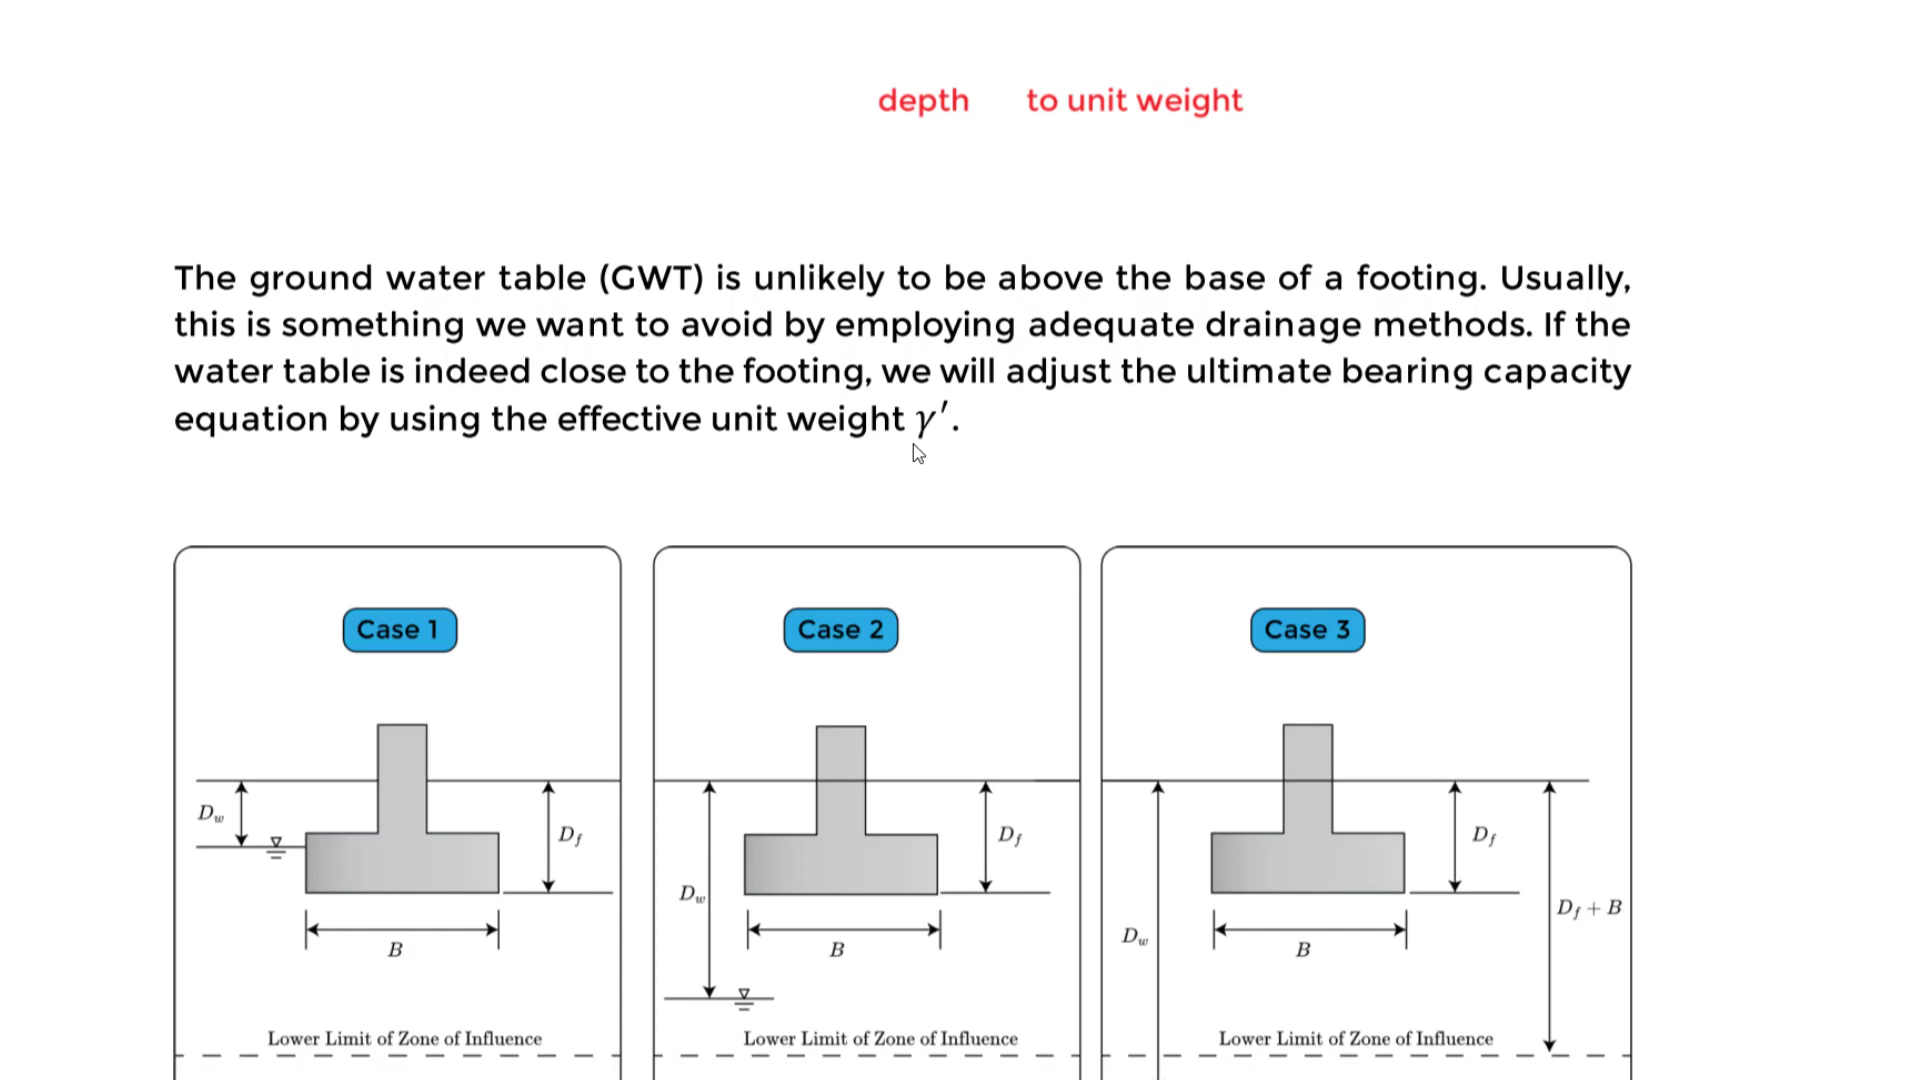 depth to unit weight
The ground water table (GWT) is unlikely to be above the base of a footing. Usually,
this is something we want to avoid by employing adequate drainage methods. If the
water table is indeed close to the footing, we will adjust the ultimate bearing capacity
equation by using the effective unit weight γ′.
Case 1
Dw
Df
B
Lower Limit of Zone of Influence
Case 2
Df
Dw
B
Lower Limit of Zone of Influence
Case 3
Df
Df + B
Dw
B
Lower Limit of Zone of Influence